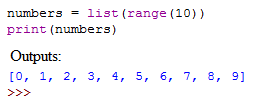 numbers = list(range(10))
print(numbers)
Outputs:
[0, 1, 2, 3, 4, 5, 6, 7, 8, 9]
>>>